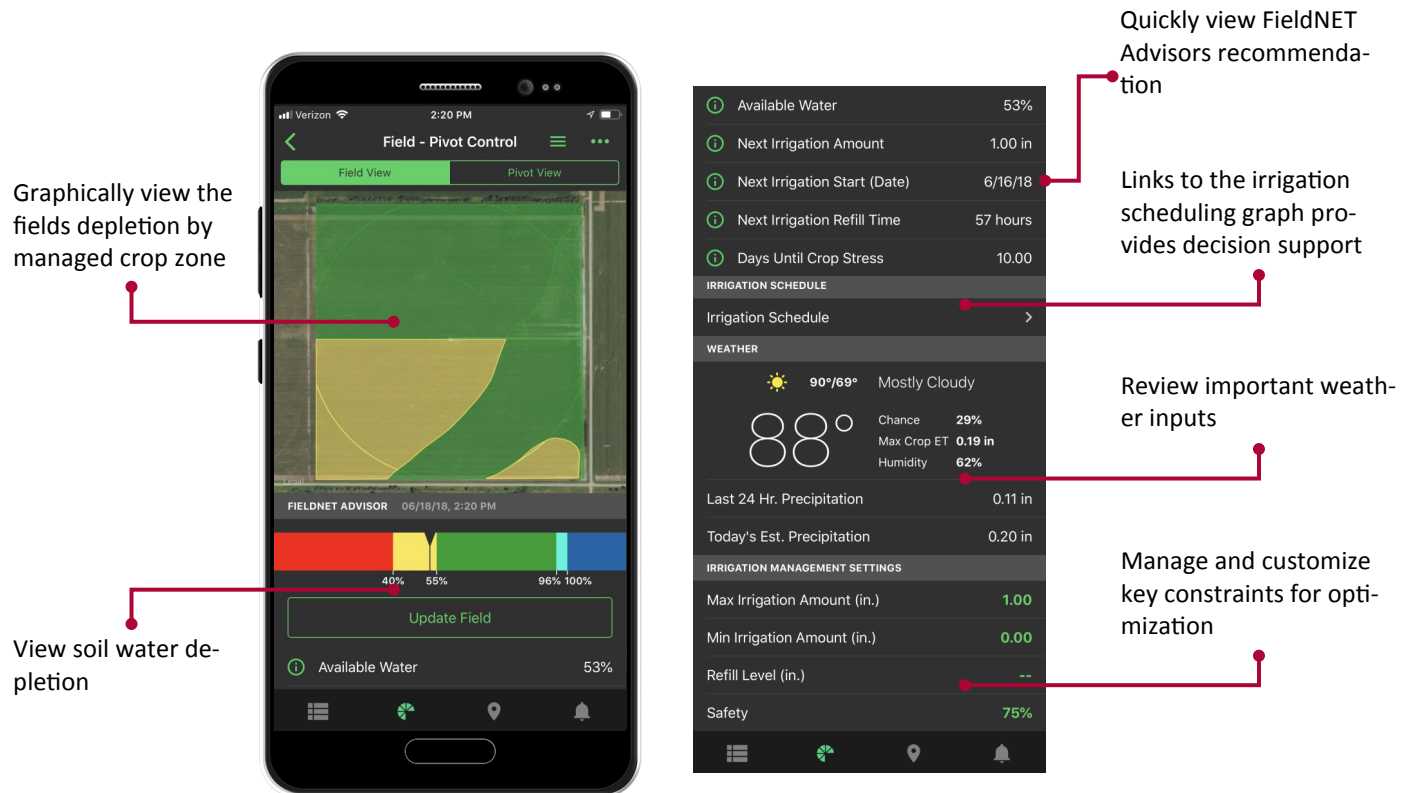 Graphically view the
fields depletion by
managed crop zone
View soil water de-
pletion
Verizon
2:20 PM
Field - Pivot Control
Field View
Pivot View
Legal
FIELDNET ADVISOR 06/18/18, 2:20 PM
40% 55% 96% 100%
Update Field
Available Water 53%
Available Water 53%
Next Irrigation Amount 1.00 in
Next Irrigation Start (Date) 6/16/18
Next Irrigation Refill Time 57 hours
Days Until Crop Stress 10.00
IRRIGATION SCHEDULE
Irrigation Schedule
WEATHER
90°/69° Mostly Cloudy
88°
Chance 29%
Max Crop ET 0.19 in
Humidity 62%
Last 24 Hr. Precipitation 0.11 in
Today's Est. Precipitation 0.20 in
IRRIGATION MANAGEMENT SETTINGS
Max Irrigation Amount (in.) 1.00
Min Irrigation Amount (in.) 0.00
Refill Level (in.) --
Safety 75%
Quickly view FieldNET
Advisors recommenda-
tion
Links to the irrigation
scheduling graph pro-
vides decision support
Review important weath-
er inputs
Manage and customize
key constraints for opti-
mization